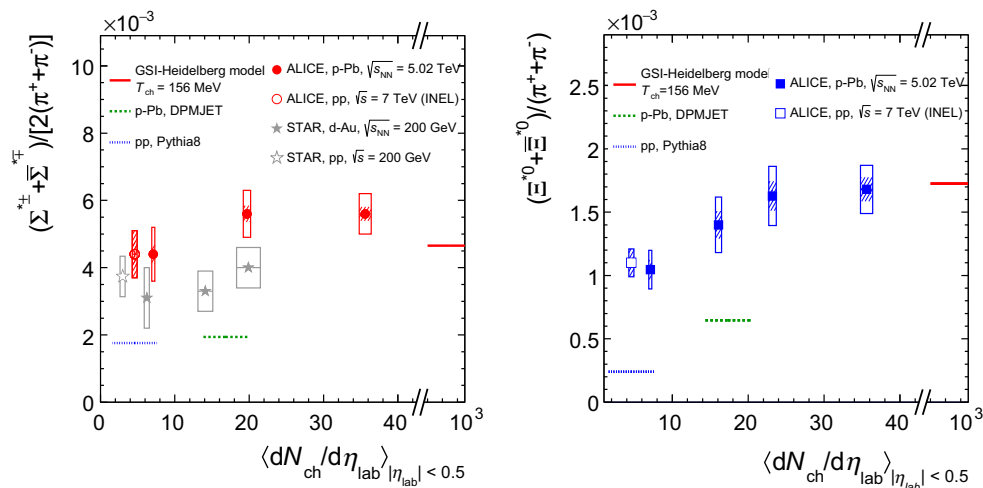 ×10⁻³
(Σ*± + Σ̅*∓)/[2(π⁺+π⁻)]
10
8
6
4
2
0
GSI-Heidelberg model
T_ch = 156 MeV
p-Pb, DPMJET
pp, Pythia8
ALICE, p-Pb, √s_NN = 5.02 TeV
ALICE, pp, √s = 7 TeV (INEL)
STAR, d-Au, √s_NN = 200 GeV
STAR, pp, √s = 200 GeV
0 10 20 30 40 10³
⟨dN_ch/dη_lab⟩_|η_lab| < 0.5
×10⁻³
(Ξ*⁰+Ξ̅*⁰)/(π⁺+π⁻)
2.5
2
1.5
1
0.5
0
GSI-Heidelberg model
T_ch=156 MeV
p-Pb, DPMJET
pp, Pythia8
ALICE, p-Pb, √s_NN = 5.02 TeV
ALICE, pp, √s = 7 TeV (INEL)
10 20 30 40 10³
⟨dN_ch/dη_lab⟩_|η_lab| < 0.5